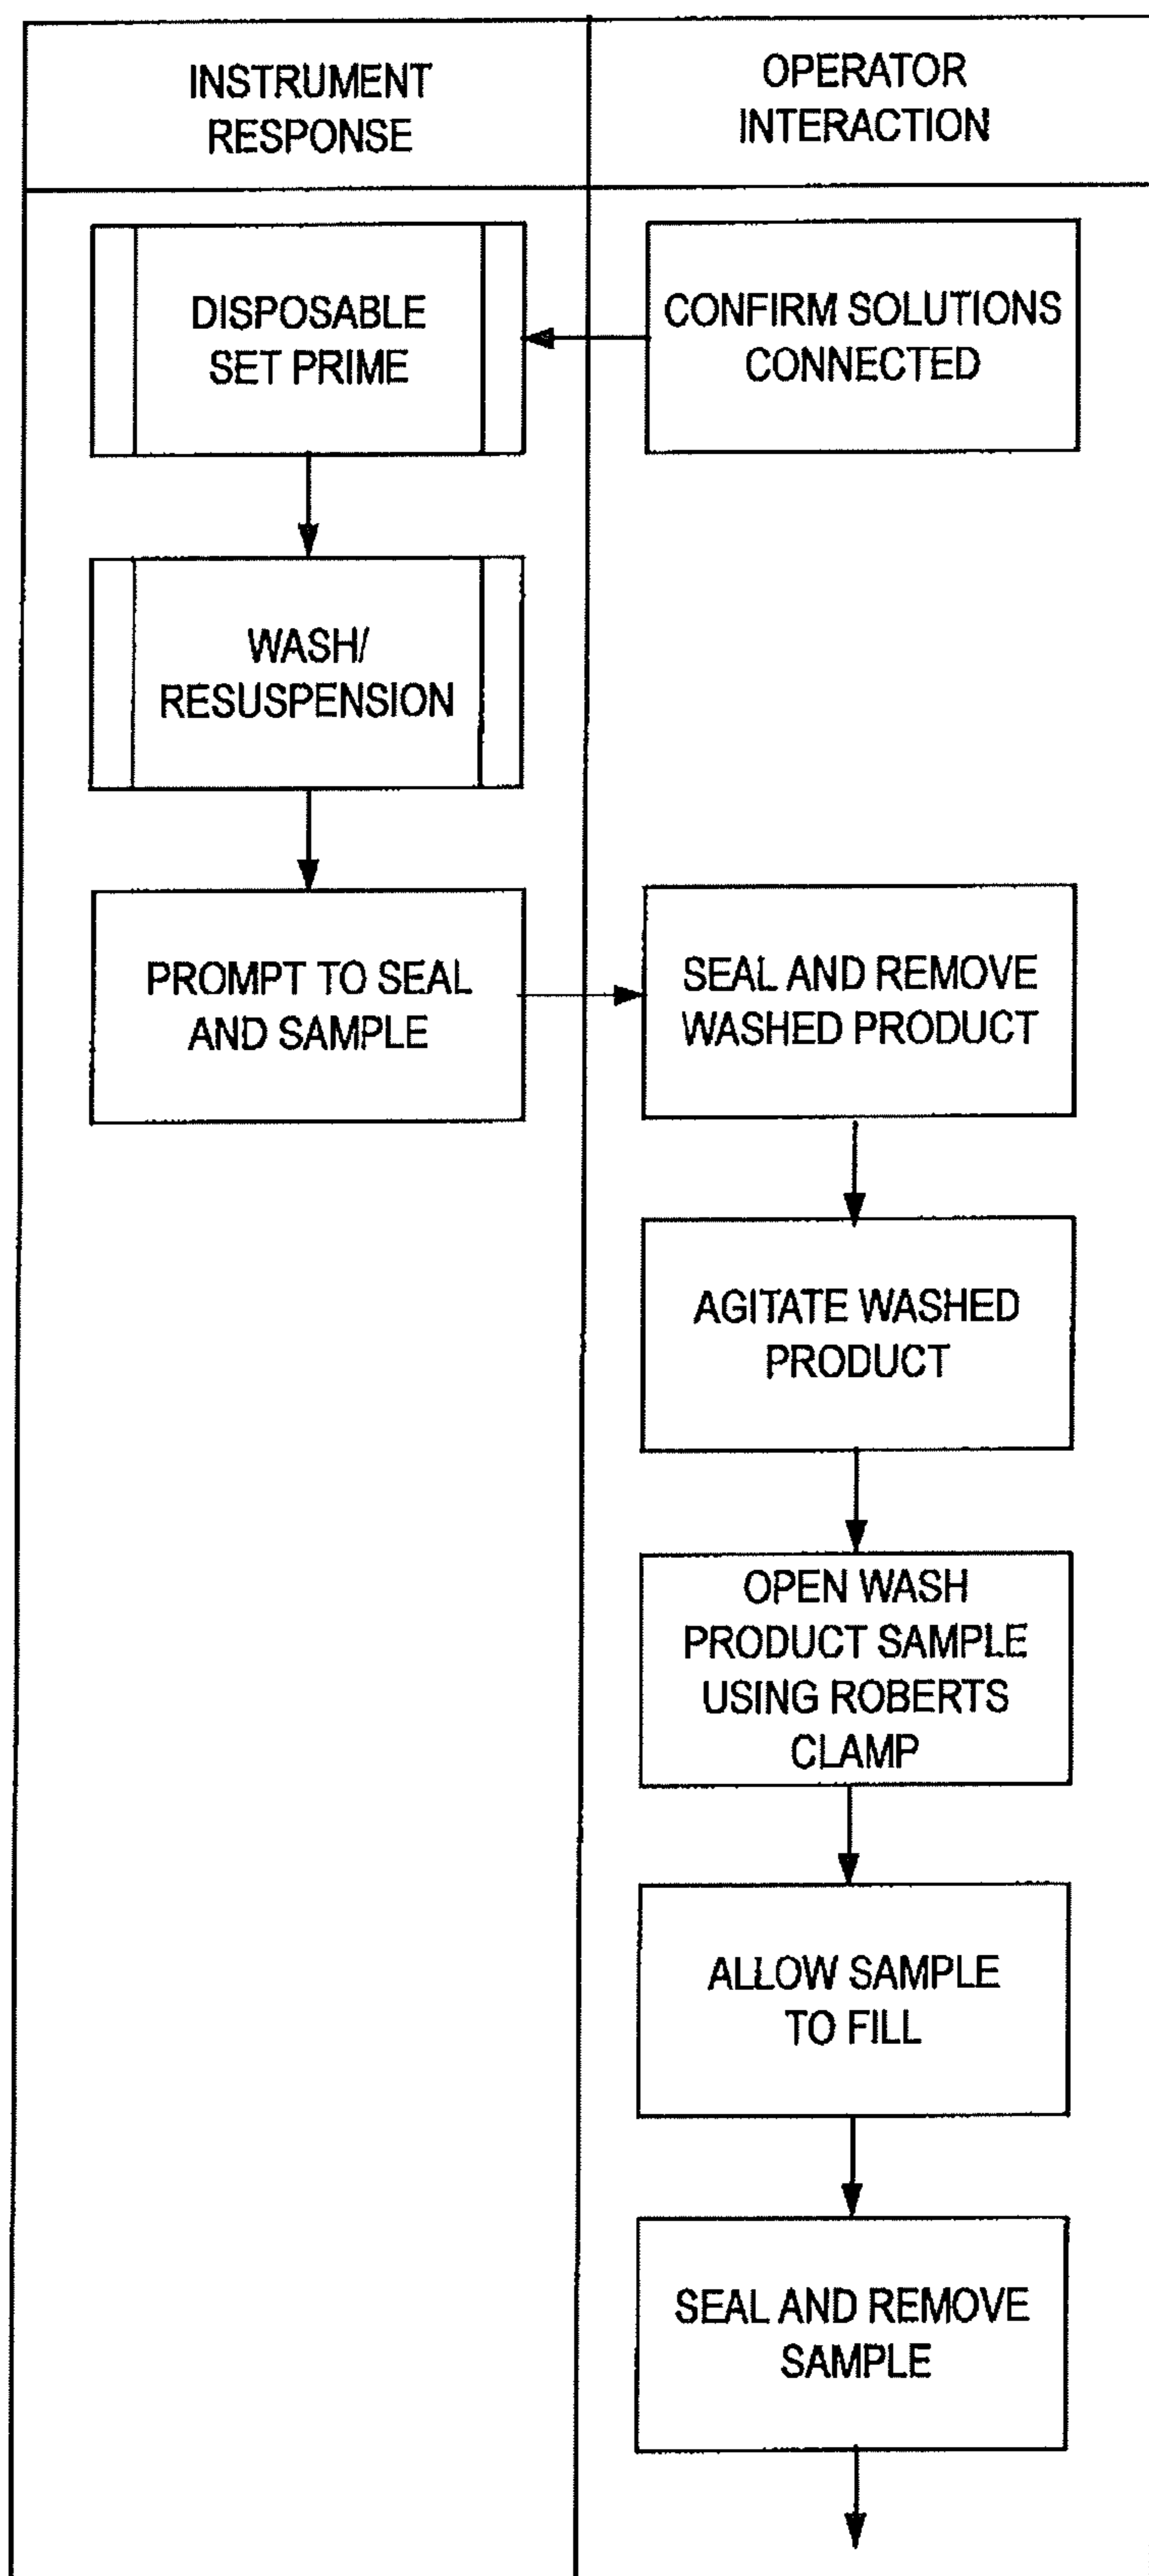 INSTRUMENT
RESPONSE
OPERATOR
INTERACTION
DISPOSABLE
SET PRIME
CONFIRM SOLUTIONS
CONNECTED
WASH/
RESUSPENSION
PROMPT TO SEAL
AND SAMPLE
SEAL AND REMOVE
WASHED PRODUCT
AGITATE WASHED
PRODUCT
OPEN WASH
PRODUCT SAMPLE
USING ROBERTS
CLAMP
ALLOW SAMPLE
TO FILL
SEAL AND REMOVE
SAMPLE